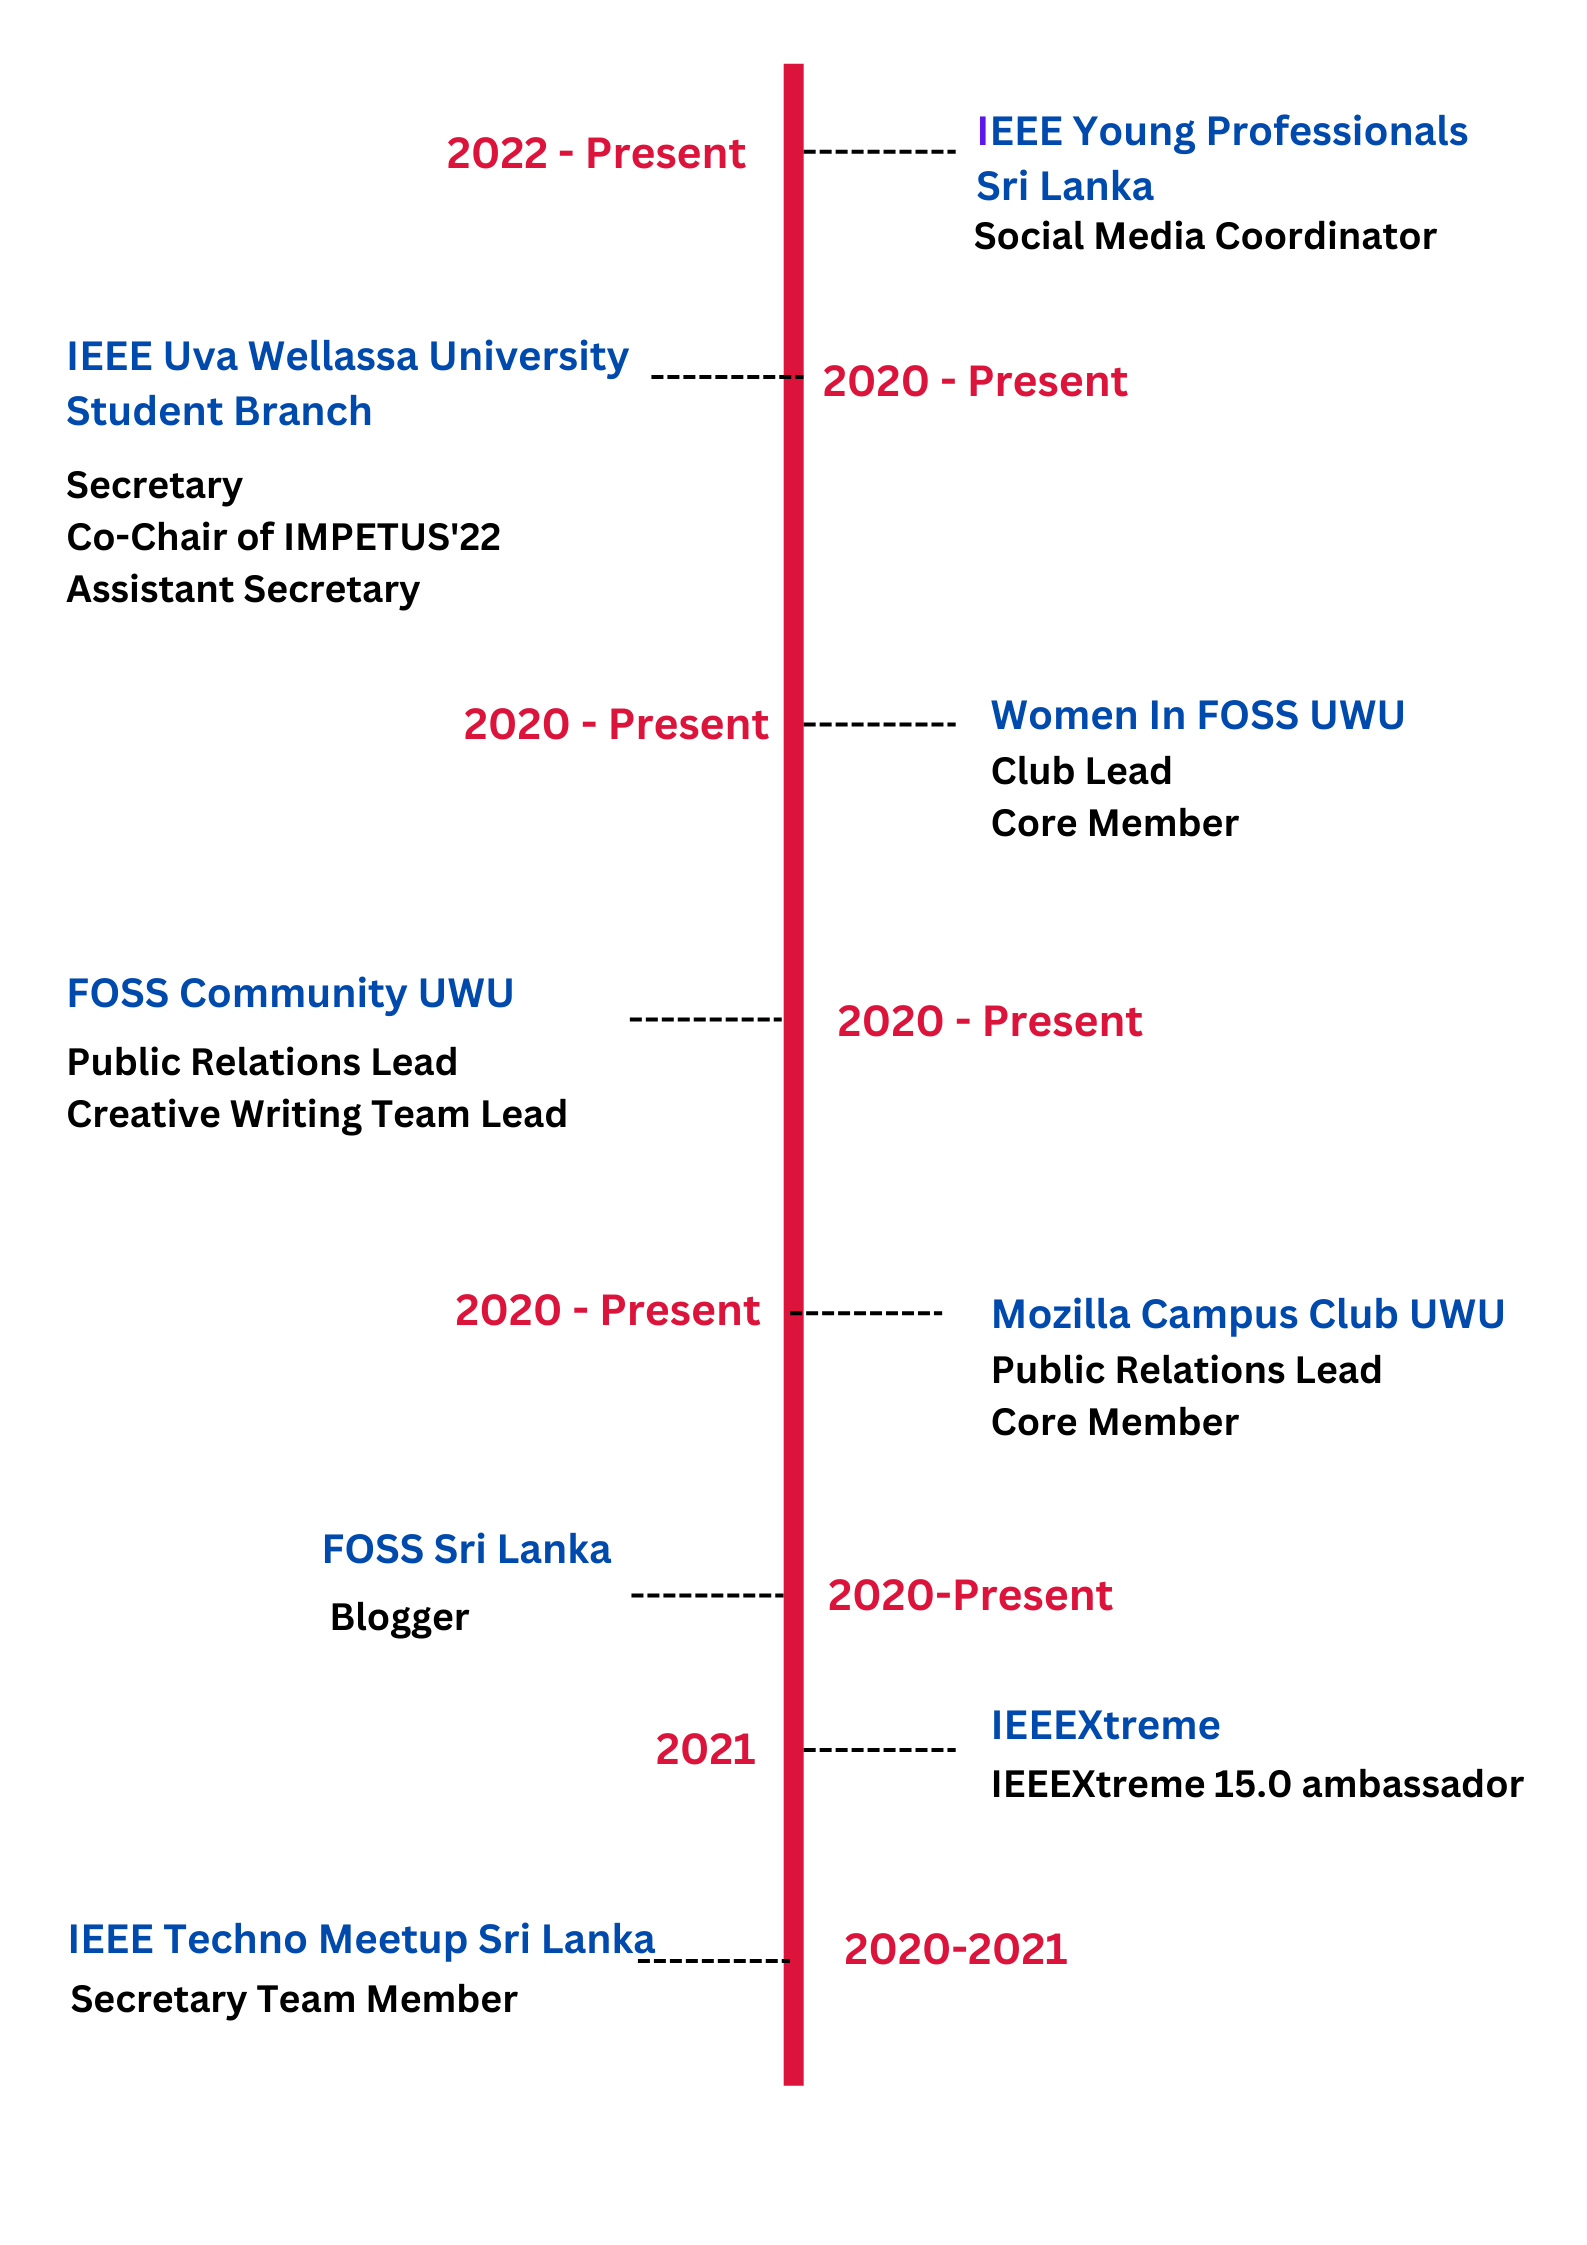 2022 - Present
IEEE Young Professionals
Sri Lanka
Social Media Coordinator
IEEE Uva Wellassa University
Student Branch
2020 - Present
Secretary
Co-Chair of IMPETUS'22
Assistant Secretary
2020 - Present
Women In FOSS UWU
Club Lead
Core Member
FOSS Community UWU
2020 - Present
Public Relations Lead
Creative Writing Team Lead
2020 - Present
Mozilla Campus Club UWU
Public Relations Lead
Core Member
FOSS Sri Lanka
2020-Present
Blogger
2021
IEEEXtreme
IEEEXtreme 15.0 ambassador
IEEE Techno Meetup Sri Lanka
2020-2021
Secretary Team Member